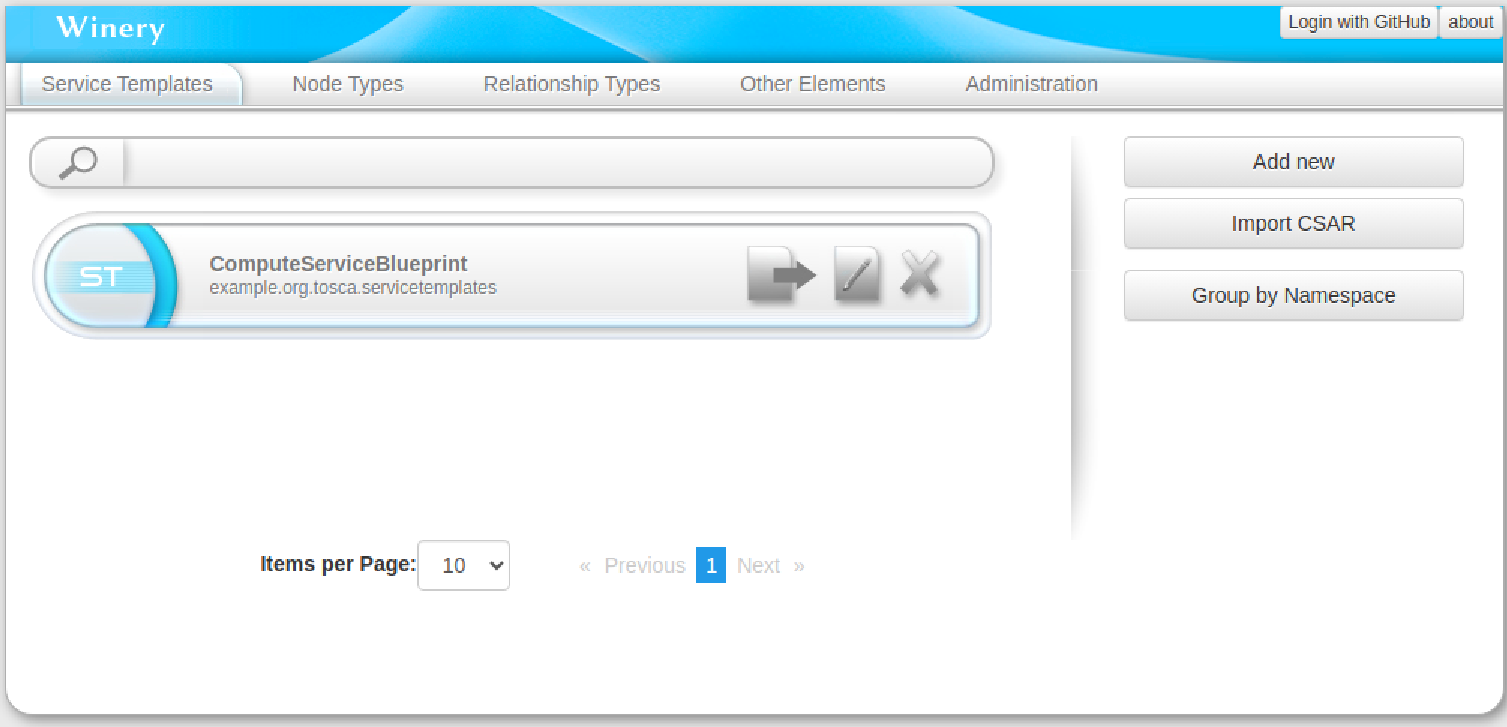 Winery
Login with GitHub
about
Service Templates
Node Types
Relationship Types
Other Elements
Administration
Add new
Import CSAR
Group by Namespace
ST
ComputeServiceBlueprint
example.org.tosca.servicetemplates
Items per Page: 10
« Previous 1 Next »